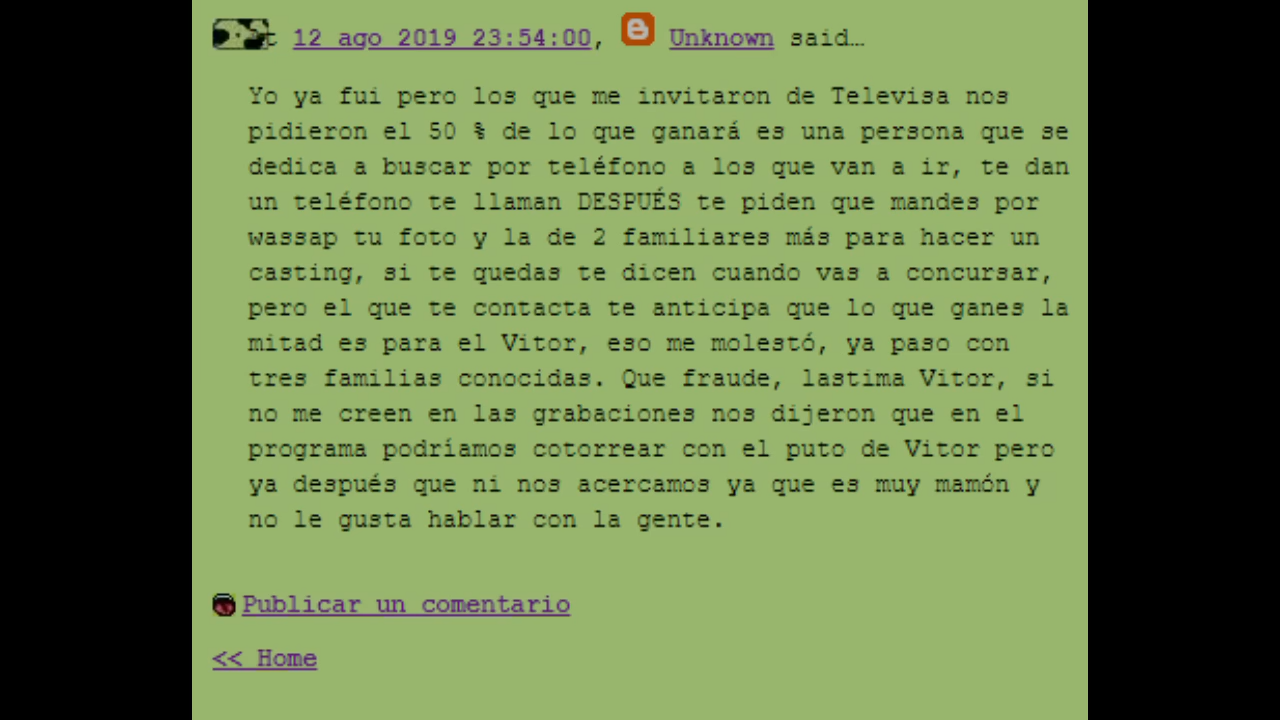 t 12 ago 2019 23:54:00, Unknown said…
Yo ya fui pero los que me invitaron de Televisa nos
pidieron el 50 % de lo que ganará es una persona que se
dedica a buscar por teléfono a los que van a ir, te dan
un teléfono te llaman DESPUÉS te piden que mandes por
wassap tu foto y la de 2 familiares más para hacer un
casting, si te quedas te dicen cuando vas a concursar,
pero el que te contacta te anticipa que lo que ganes la
mitad es para el Vitor, eso me molestó, ya paso con
tres familias conocidas. Que fraude, lastima Vitor, si
no me creen en las grabaciones nos dijeron que en el
programa podríamos cotorrear con el puto de Vitor pero
ya después que ni nos acercamos ya que es muy mamón y
no le gusta hablar con la gente.
Publicar un comentario
<< Home